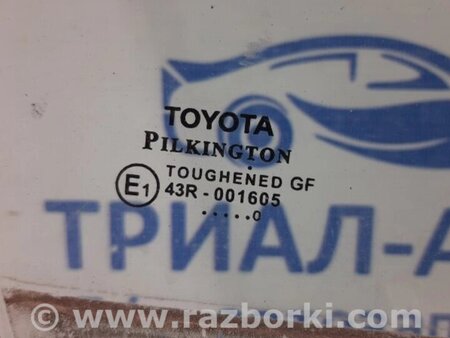 TOYOTA
PILKINGTON
TOUGHENED GF
E1 43R - 001605
.....0
ТРИАЛ-А
© www.razborki.com